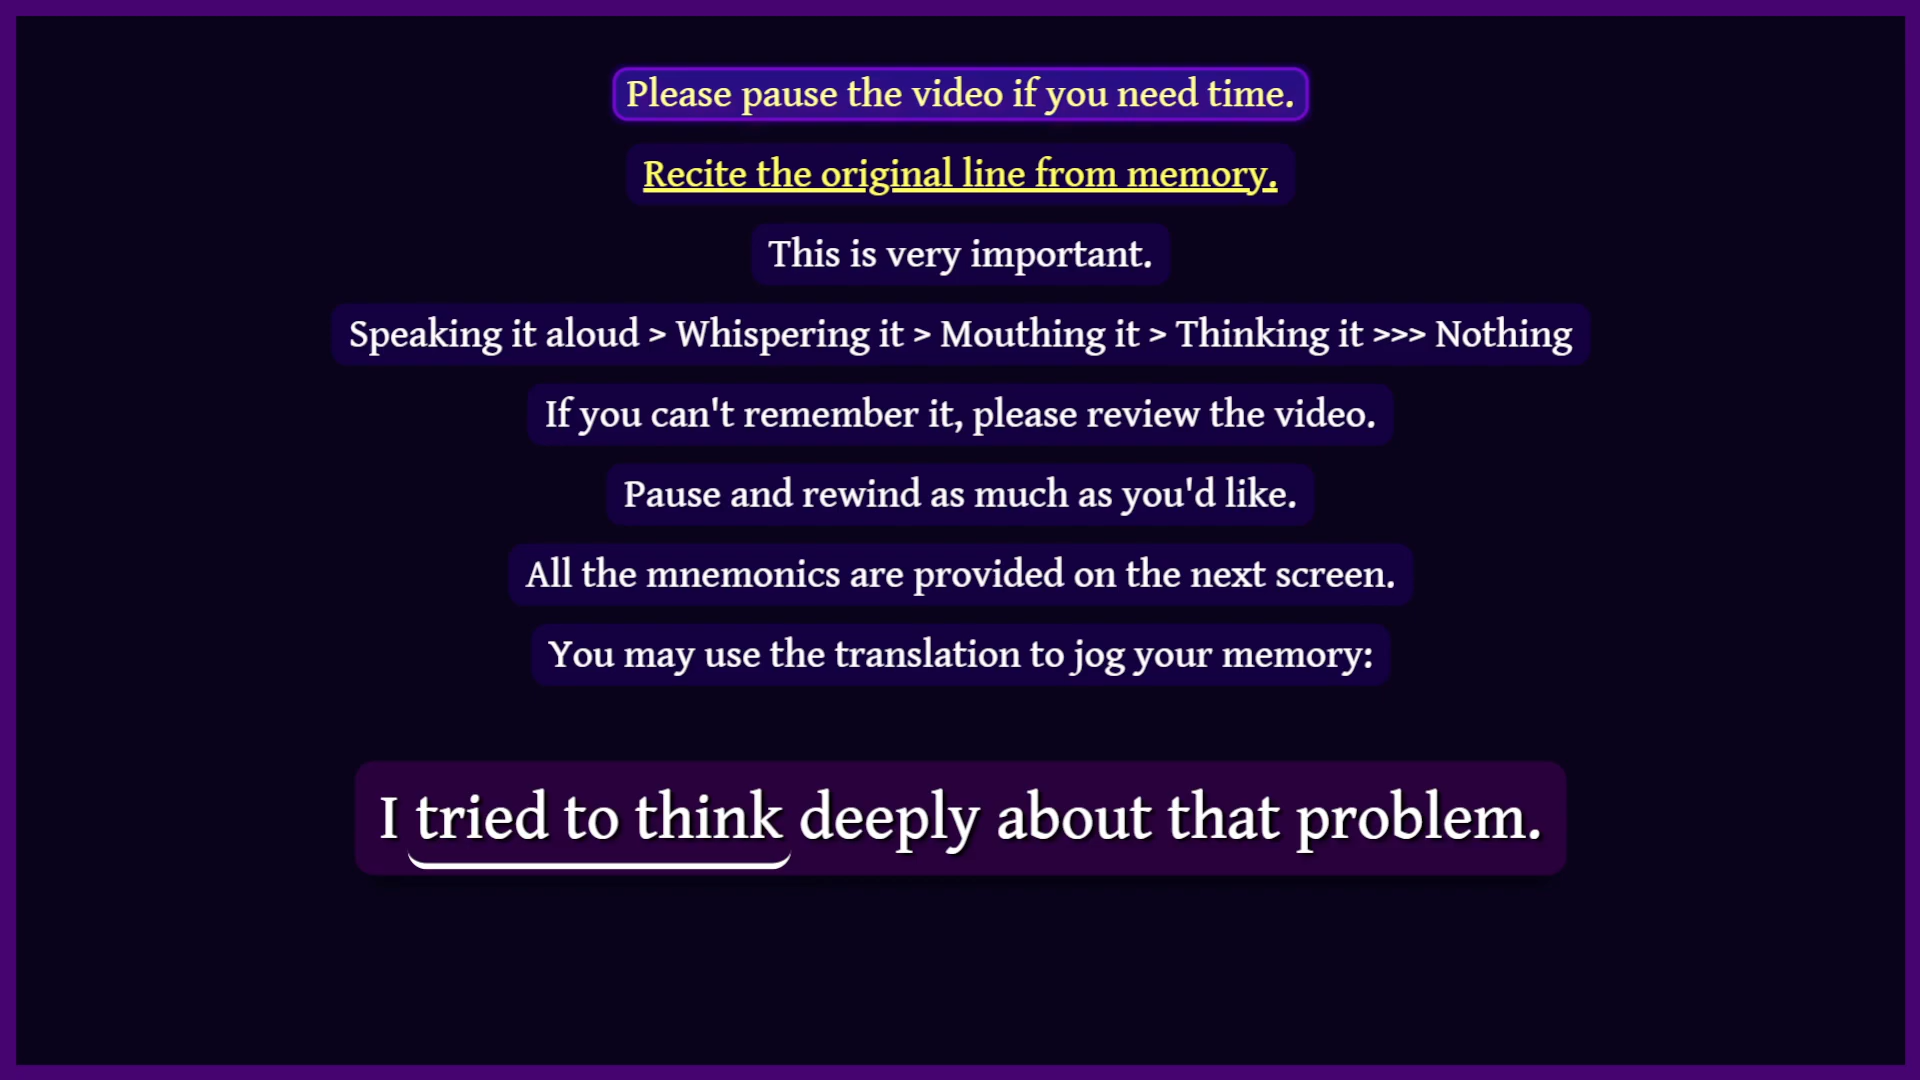 Please pause the video if you need time.
Recite the original line from memory.
This is very important.
Speaking it aloud > Whispering it > Mouthing it > Thinking it >>> Nothing
If you can't remember it, please review the video.
Pause and rewind as much as you'd like.
All the mnemonics are provided on the next screen.
You may use the translation to jog your memory:
I tried to think deeply about that problem.